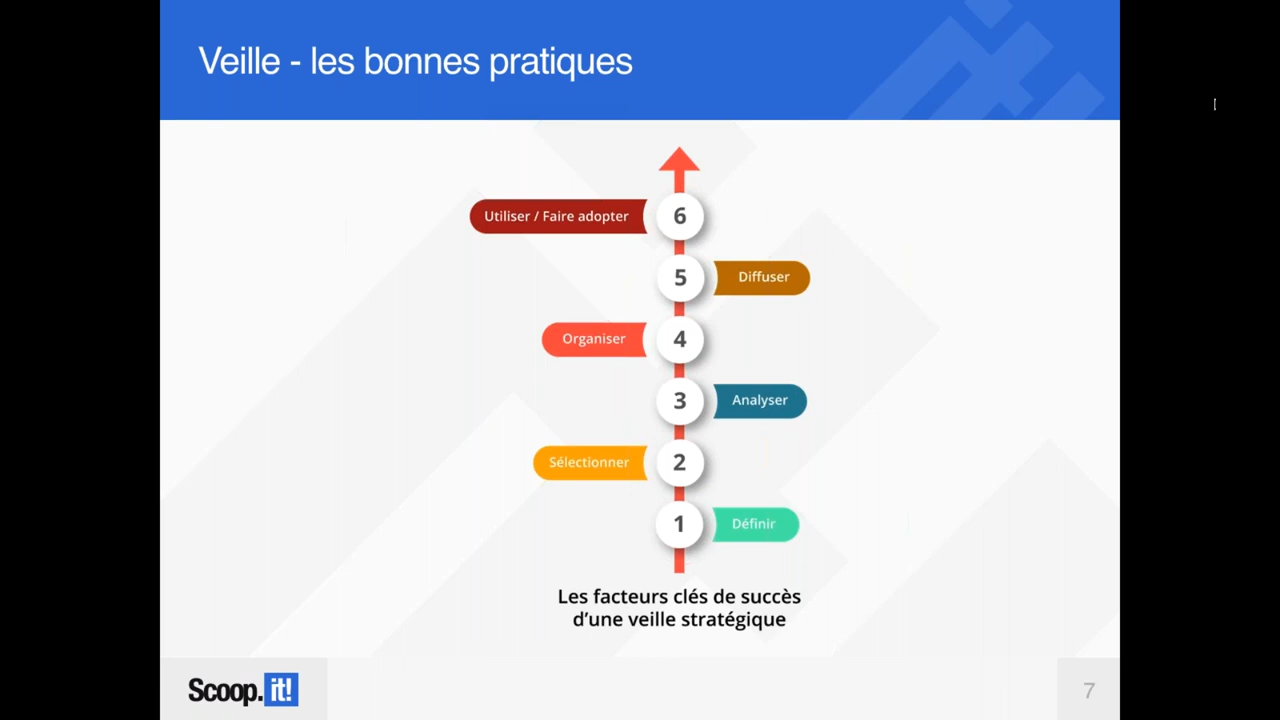 Veille - les bonnes pratiques
Utiliser / Faire adopter
6
5
Diffuser
Organiser
4
3
Analyser
Sélectionner
2
1
Définir
Les facteurs clés de succès
d’une veille stratégique
Scoop.it!
7